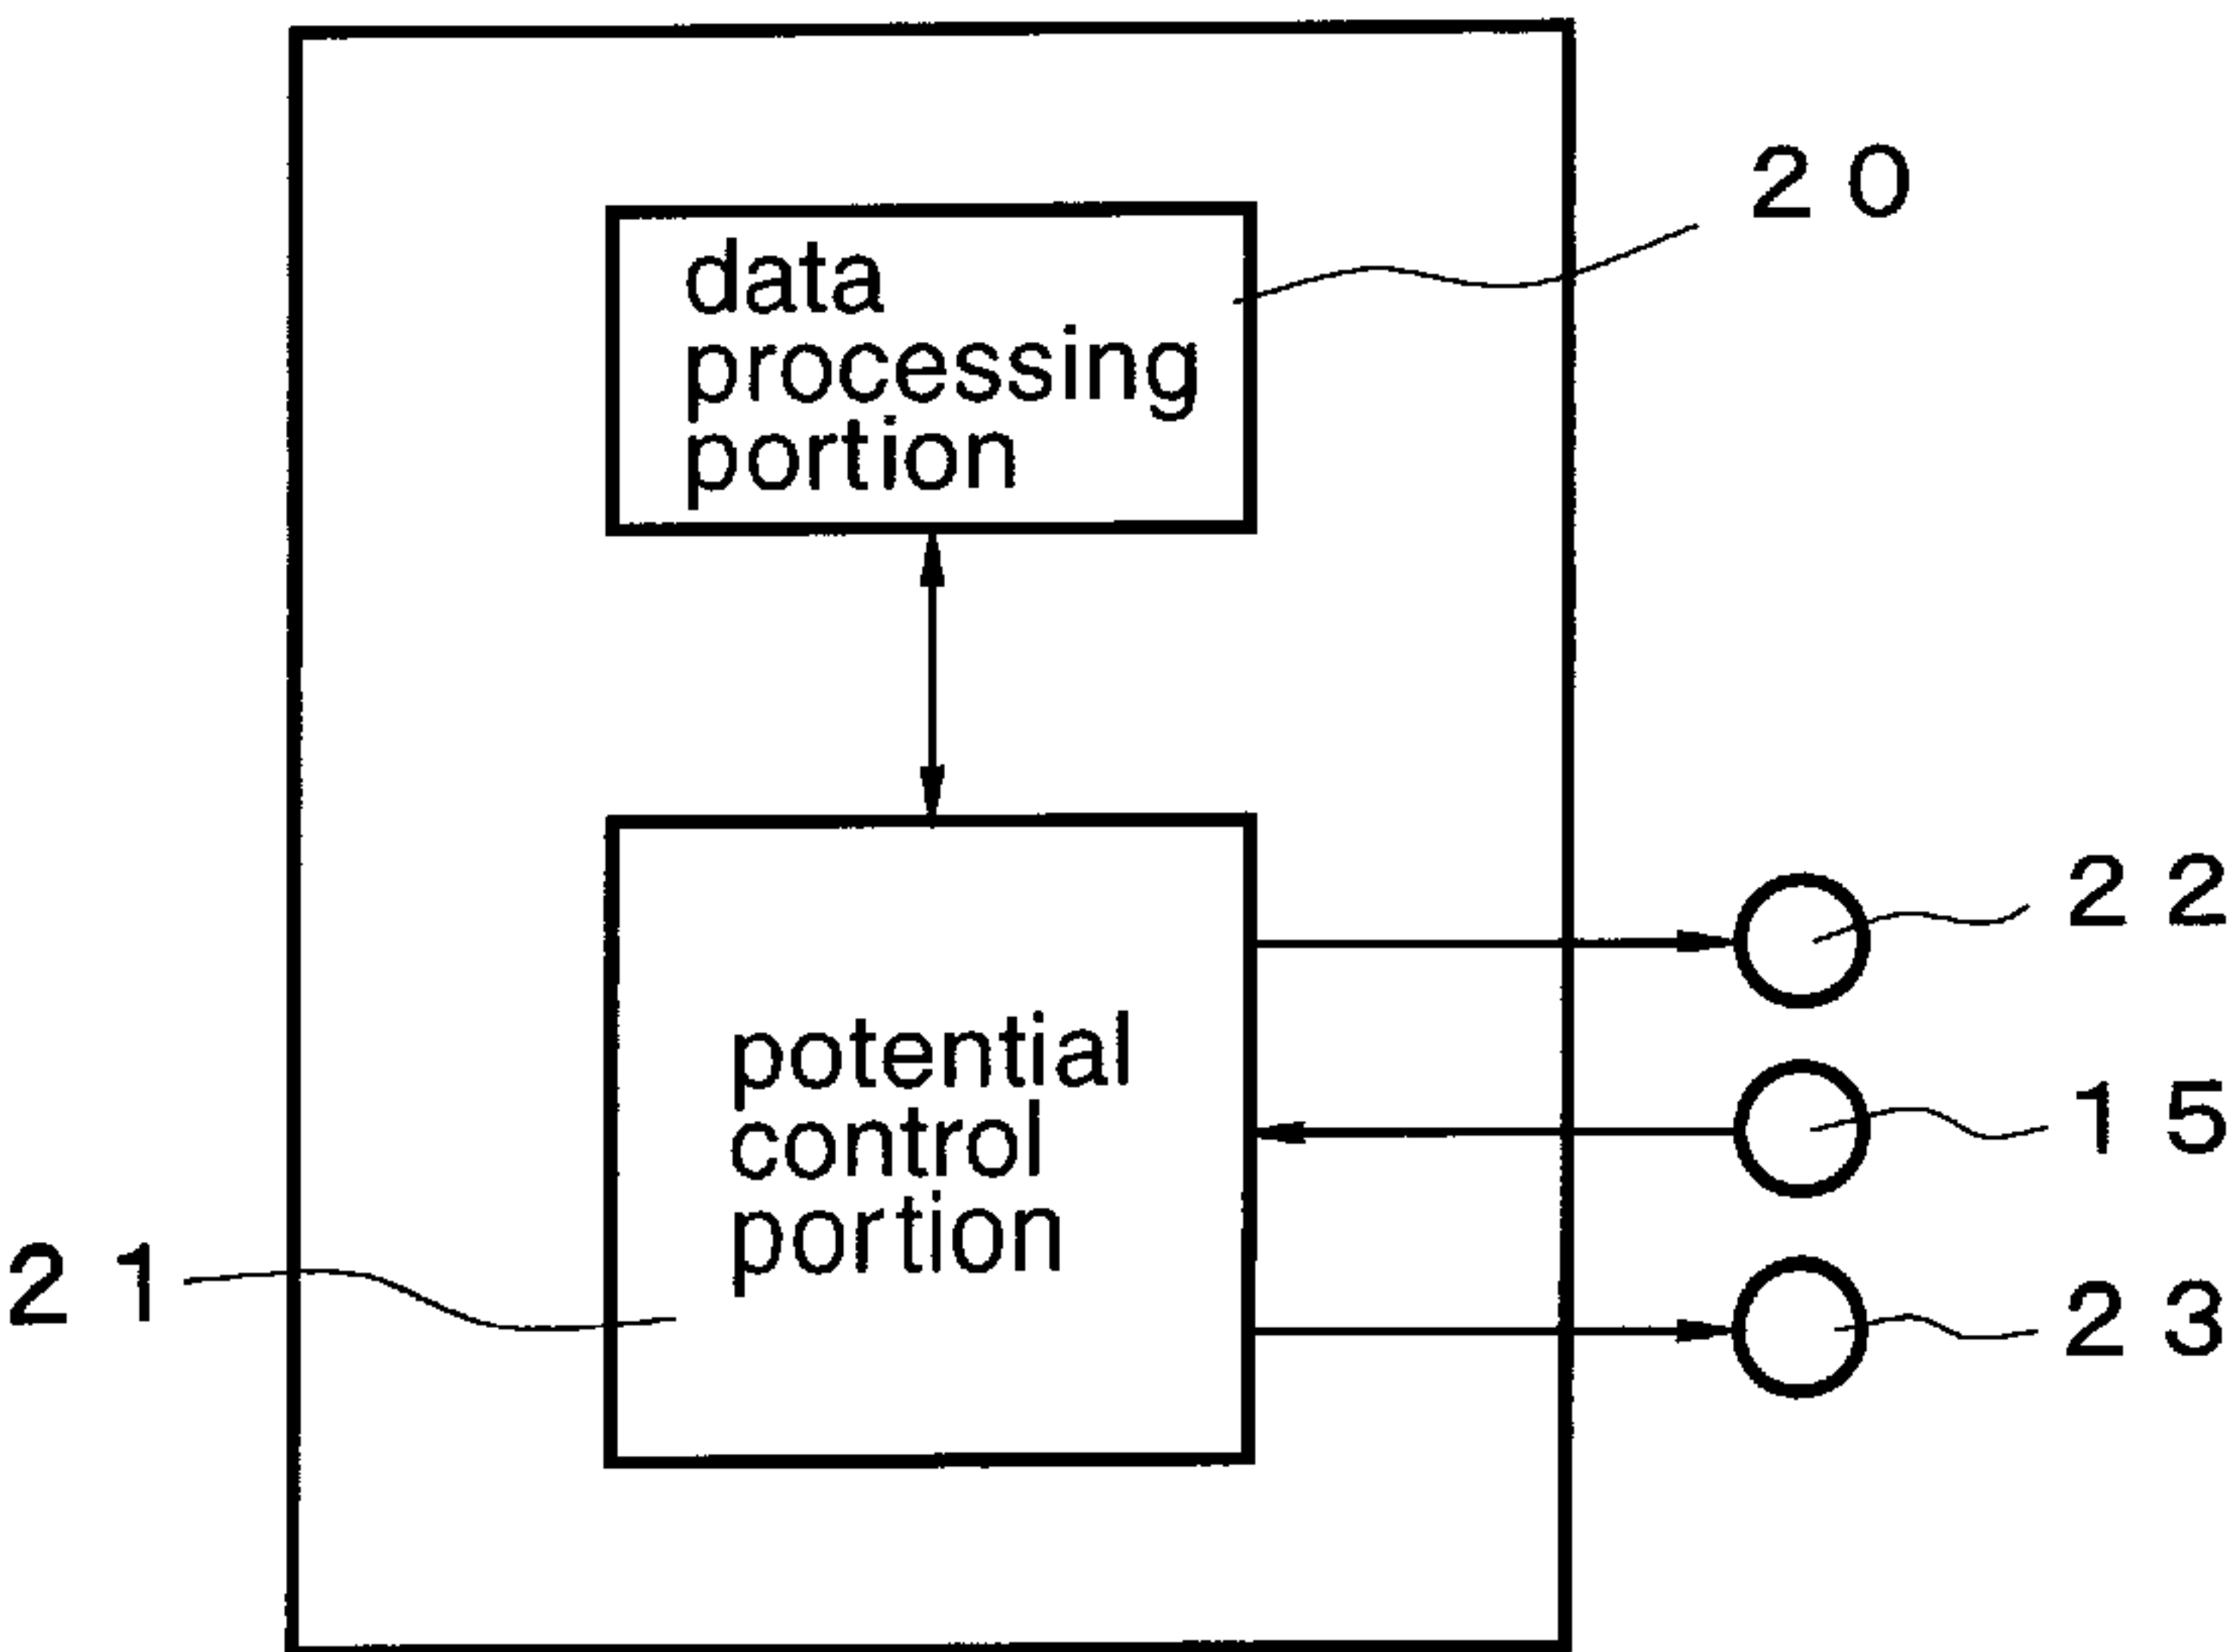 20
data
processing
portion
22
potential
control
portion
15
21
23